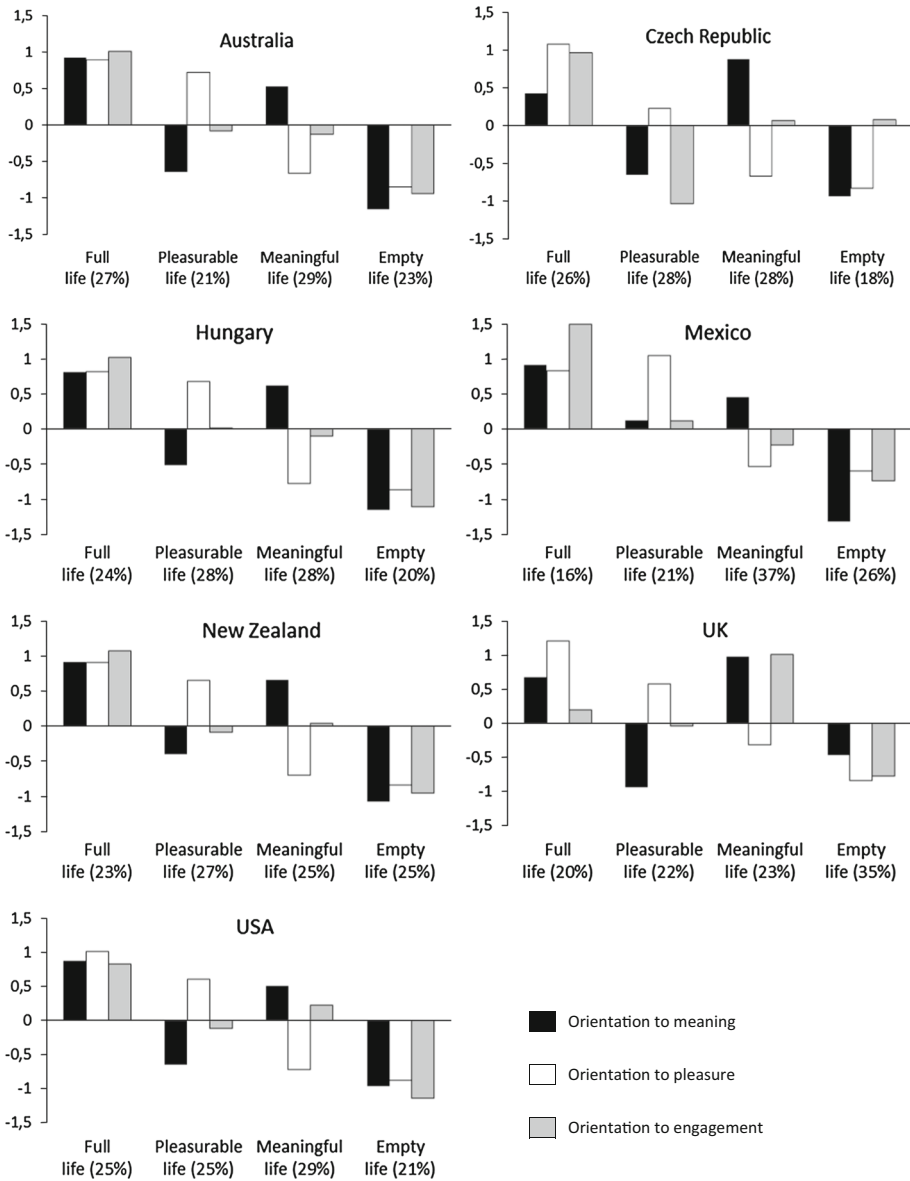 Australia
1,5
1
0,5
0
-0,5
-1
-1,5
Full Pleasurable Meaningful Empty
life (27%) life (21%) life (29%) life (23%)
Czech Republic
1,5
1
0,5
0
-0,5
-1
-1,5
Full Pleasurable Meaningful Empty
life (26%) life (28%) life (28%) life (18%)
Hungary
1,5
1
0,5
0
-0,5
-1
-1,5
Full Pleasurable Meaningful Empty
life (24%) life (28%) life (28%) life (20%)
Mexico
1,5
1
0,5
0
-0,5
-1
-1,5
Full Pleasurable Meaningful Empty
life (16%) life (21%) life (37%) life (26%)
New Zealand
1,5
1
0,5
0
-0,5
-1
-1,5
Full Pleasurable Meaningful Empty
life (23%) life (27%) life (25%) life (25%)
UK
1,5
1
0,5
0
-0,5
-1
-1,5
Full Pleasurable Meaningful Empty
life (20%) life (22%) life (23%) life (35%)
USA
1,5
1
0,5
0
-0,5
-1
-1,5
Full Pleasurable Meaningful Empty
life (25%) life (25%) life (29%) life (21%)
Orientation to meaning
Orientation to pleasure
Orientation to engagement